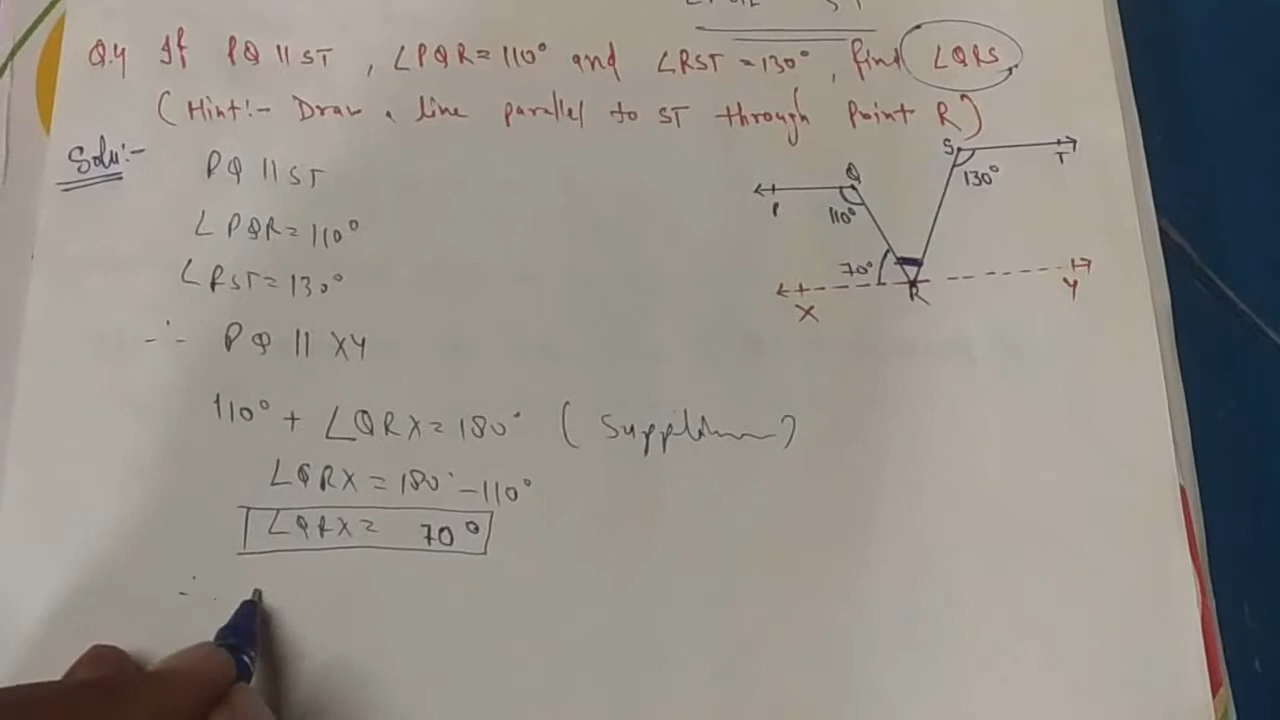 Q.4 If PQ || ST , ∠PQR = 110° and ∠RST = 130° , find ∠QRS
(Hint:- Draw a line parallel to ST through Point R)
Solu:-
PQ || ST
∠PQR = 110°
∠RST = 130°
∴ PQ || XY
110° + ∠QRX = 180° (
∠QRX = 180° - 110°
∠QRX = 70°
∴
S T
130°
Q
P
110°
70°
X R Y